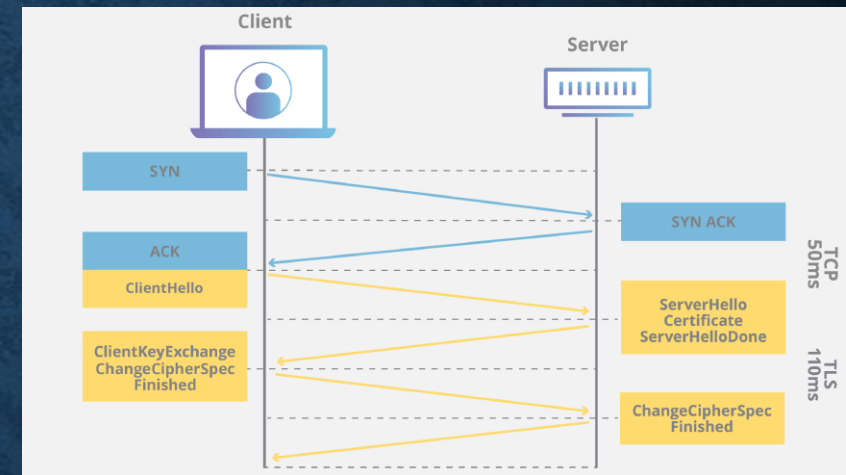 Client
Server
SYN
SYN ACK
ACK
ClientHello
ServerHello
Certificate
ServerHelloDone
ClientKeyExchange
ChangeCipherSpec
Finished
ChangeCipherSpec
Finished
TCP
50ms
TLS
110ms